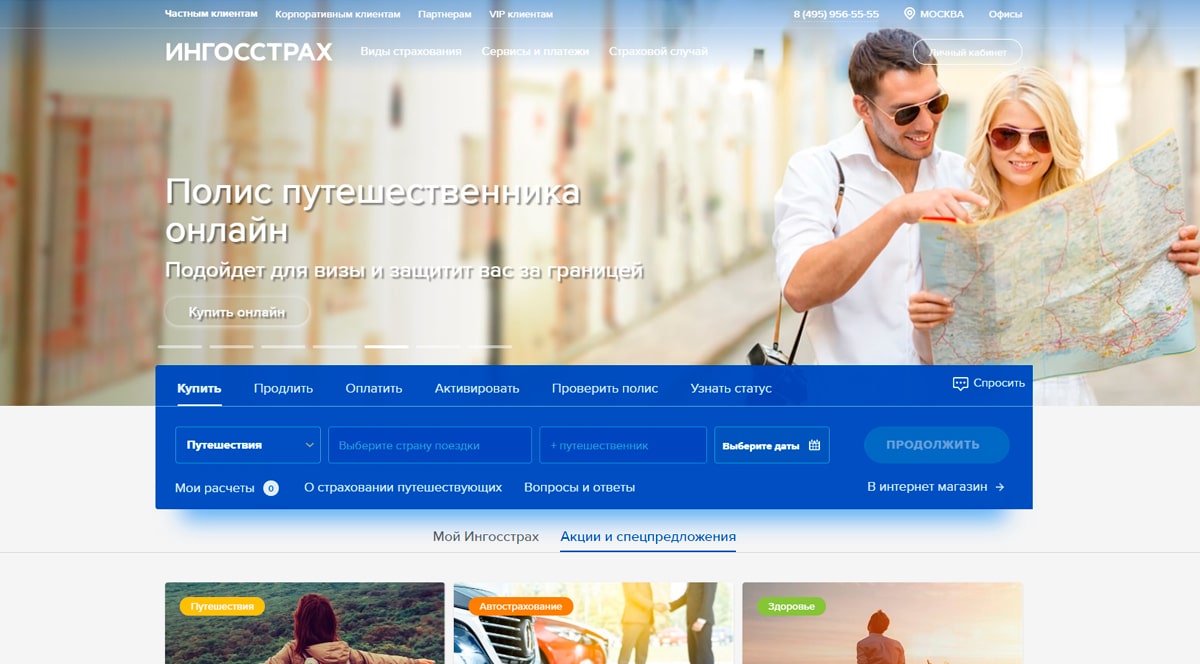 Частным клиентам Корпоративным клиентам Партнерам VIP клиентам 8 (495) 956-55-55 МОСКВА Офисы
ИНГОССТРАХ Виды страхования Сервисы и платежи Страховой случай Личный кабинет
Полис путешественника
онлайн
Подойдет для визы и защитит вас за границей
Купить онлайн
Купить Продлить Оплатить Активировать Проверить полис Узнать статус Спросить
Путешествия Выберите страну поездки + путешественник Выберите даты ПРОДОЛЖИТЬ
Мои расчеты 0 О страховании путешествующих Вопросы и ответы В интернет магазин →
Мой Ингосстрах Акции и спецпредложения
Путешествия Автострахование Здоровье